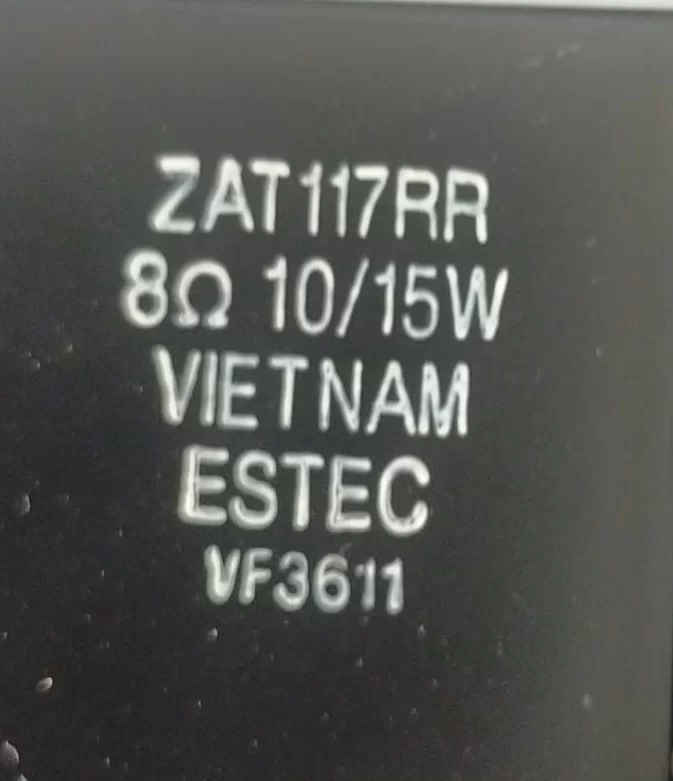 ZAT117RR
8Ω 10/15W
VIETNAM
ESTEC
VF3611